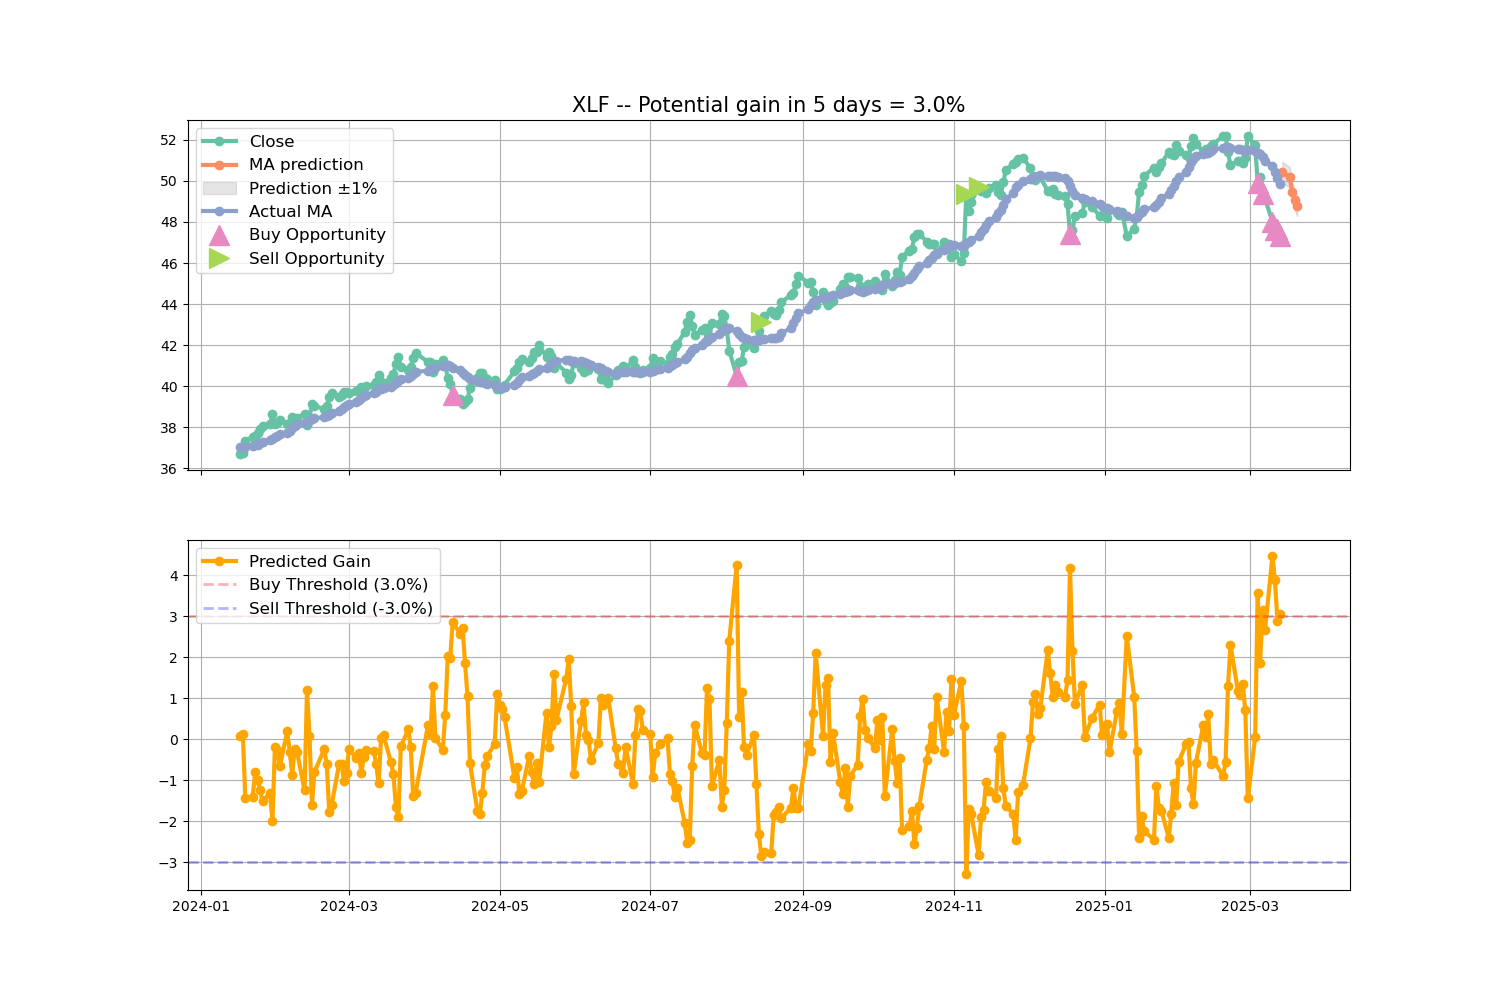 XLF -- Potential gain in 5 days = 3.0%
52
50
48
46
44
42
40
38
36
Close
MA prediction
Prediction ±1%
Actual MA
Buy Opportunity
Sell Opportunity
4
3
2
1
0
−1
−2
−3
Predicted Gain
Buy Threshold (3.0%)
Sell Threshold (-3.0%)
2024-01 2024-03 2024-05 2024-07 2024-09 2024-11 2025-01 2025-03